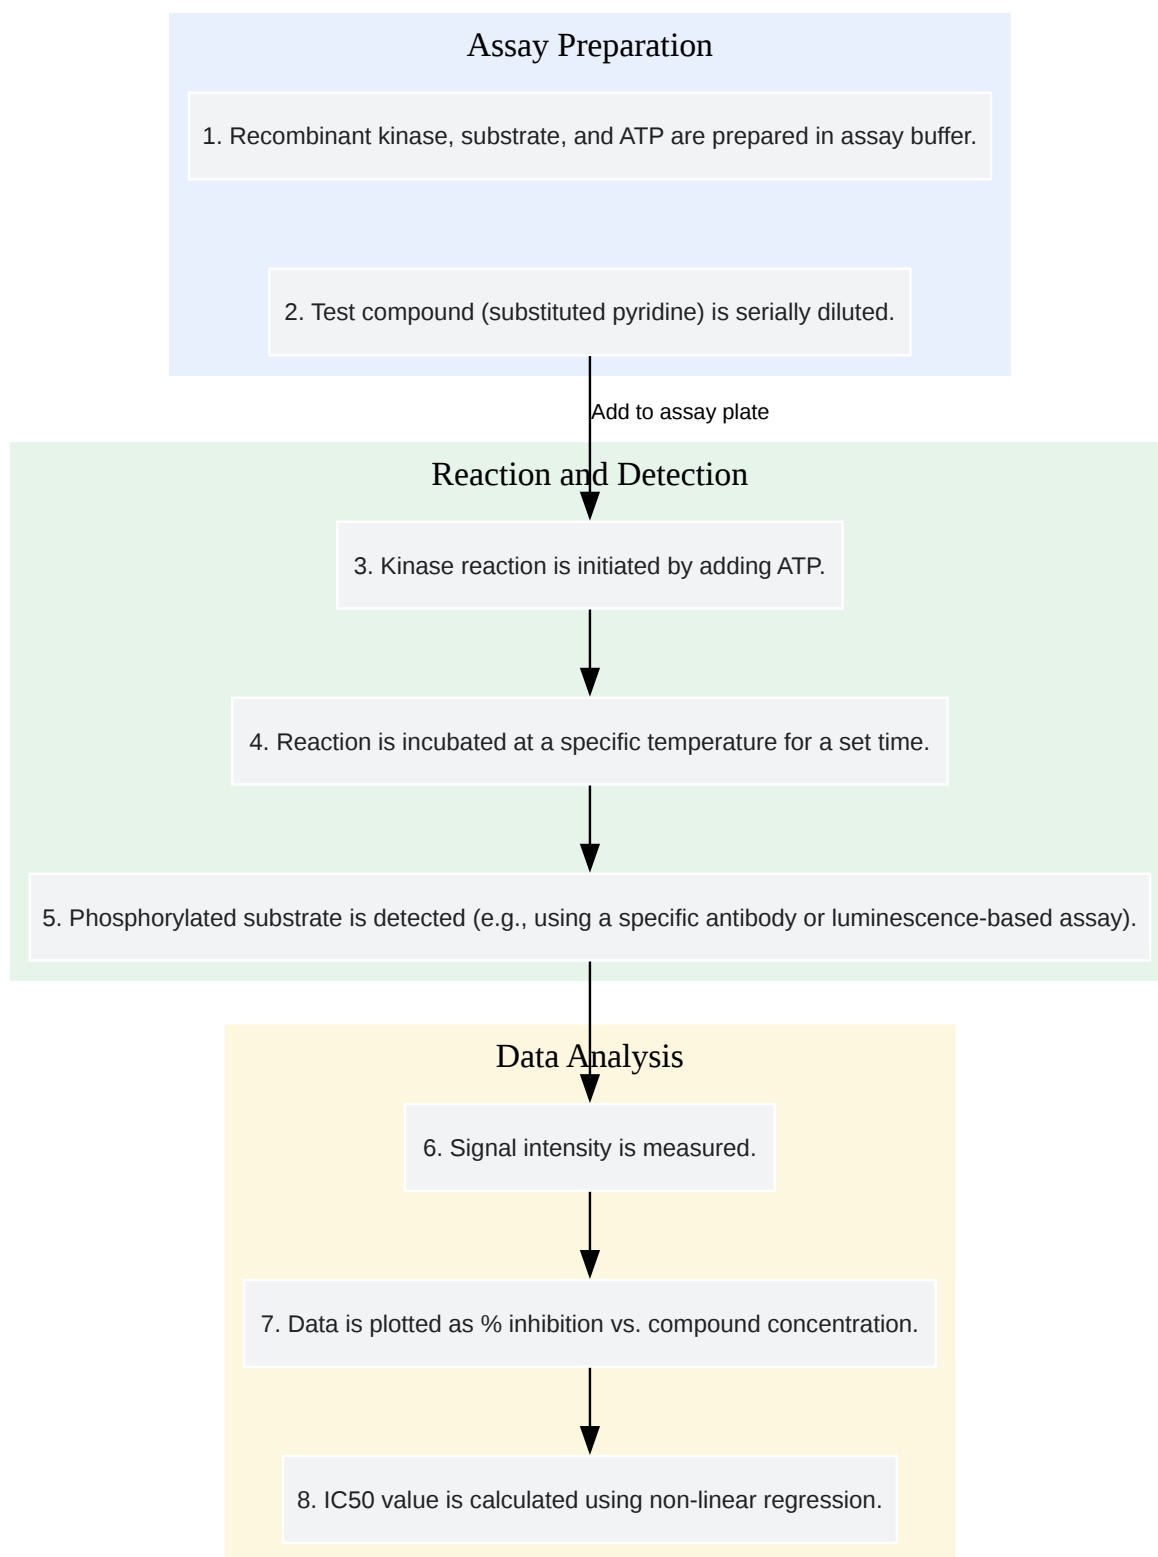 Assay Preparation
1. Recombinant kinase, substrate, and ATP are prepared in assay buffer.
2. Test compound (substituted pyridine) is serially diluted.
Add to assay plate
Reaction and Detection
3. Kinase reaction is initiated by adding ATP.
4. Reaction is incubated at a specific temperature for a set time.
5. Phosphorylated substrate is detected (e.g., using a specific antibody or luminescence-based assay).
Data Analysis
6. Signal intensity is measured.
7. Data is plotted as % inhibition vs. compound concentration.
8. IC50 value is calculated using non-linear regression.